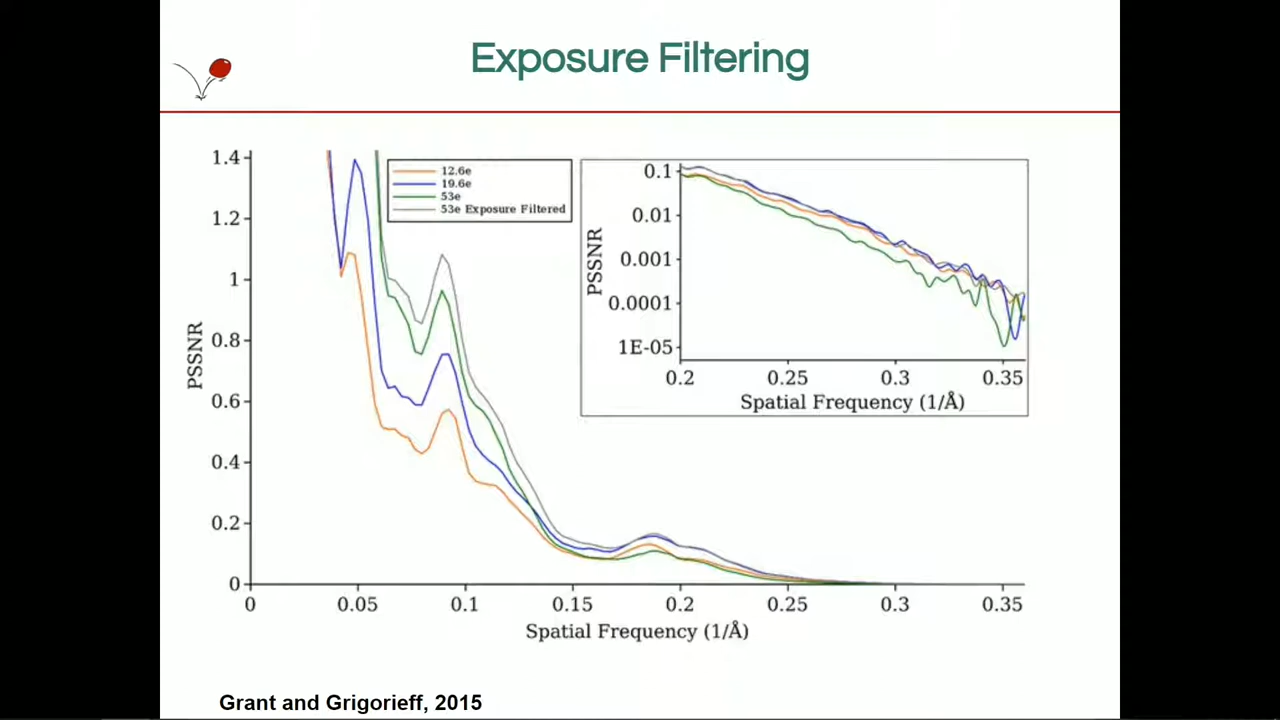 Exposure Filtering
1.4
1.2
1
0.8
0.6
0.4
0.2
0
PSSNR
0
0.05
0.1
0.15
0.2
0.25
0.3
0.35
Spatial Frequency (1/Å)
12.6e
19.6e
53e
53e Exposure Filtered
0.1
0.01
0.001
0.0001
1E-05
PSSNR
0.2
0.25
0.3
0.35
Spatial Frequency (1/Å)
Grant and Grigorieff, 2015